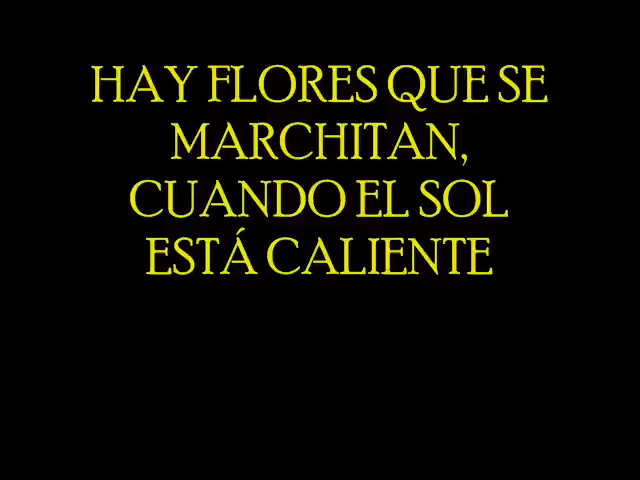 HAY FLORES QUE SE
MARCHITAN,
CUANDO EL SOL
ESTÁ CALIENTE